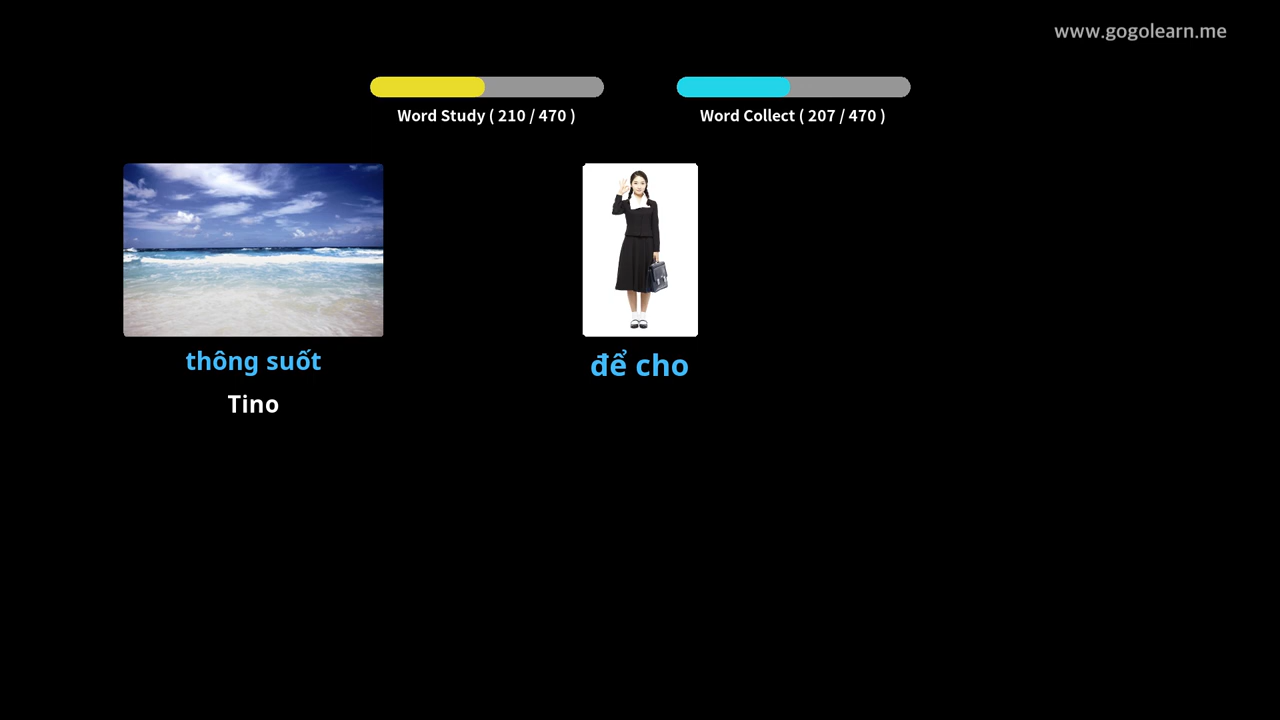 www.gogolearn.me
Word Study ( 210 / 470 )
Word Collect ( 207 / 470 )
thông suốt
Tino
để cho